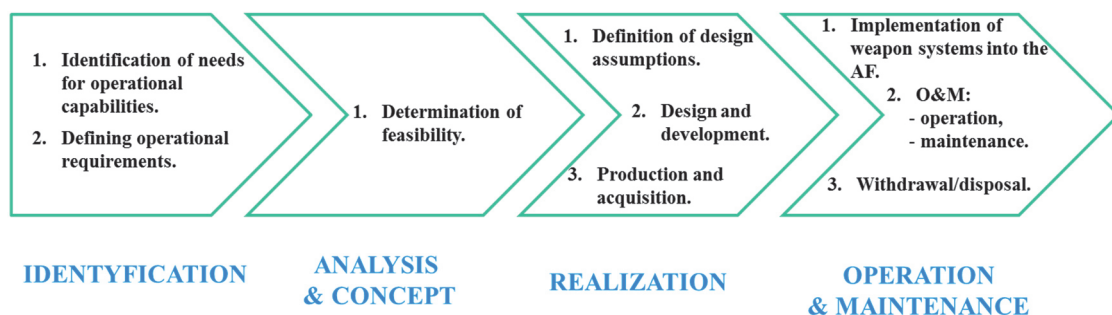 1. Identification of needs
for operational
capabilities.
2. Defining operational
requirements.
1. Determination of
feasibility.
1. Definition of design
assumptions.
2. Design and
development.
3. Production and
acquisition.
1. Implementation of
weapon systems into the
AF.
2. O&M:
- operation,
- maintenance.
3. Withdrawal/disposal.
IDENTYFICATION
ANALYSIS
& CONCEPT
REALIZATION
OPERATION
& MAINTENANCE